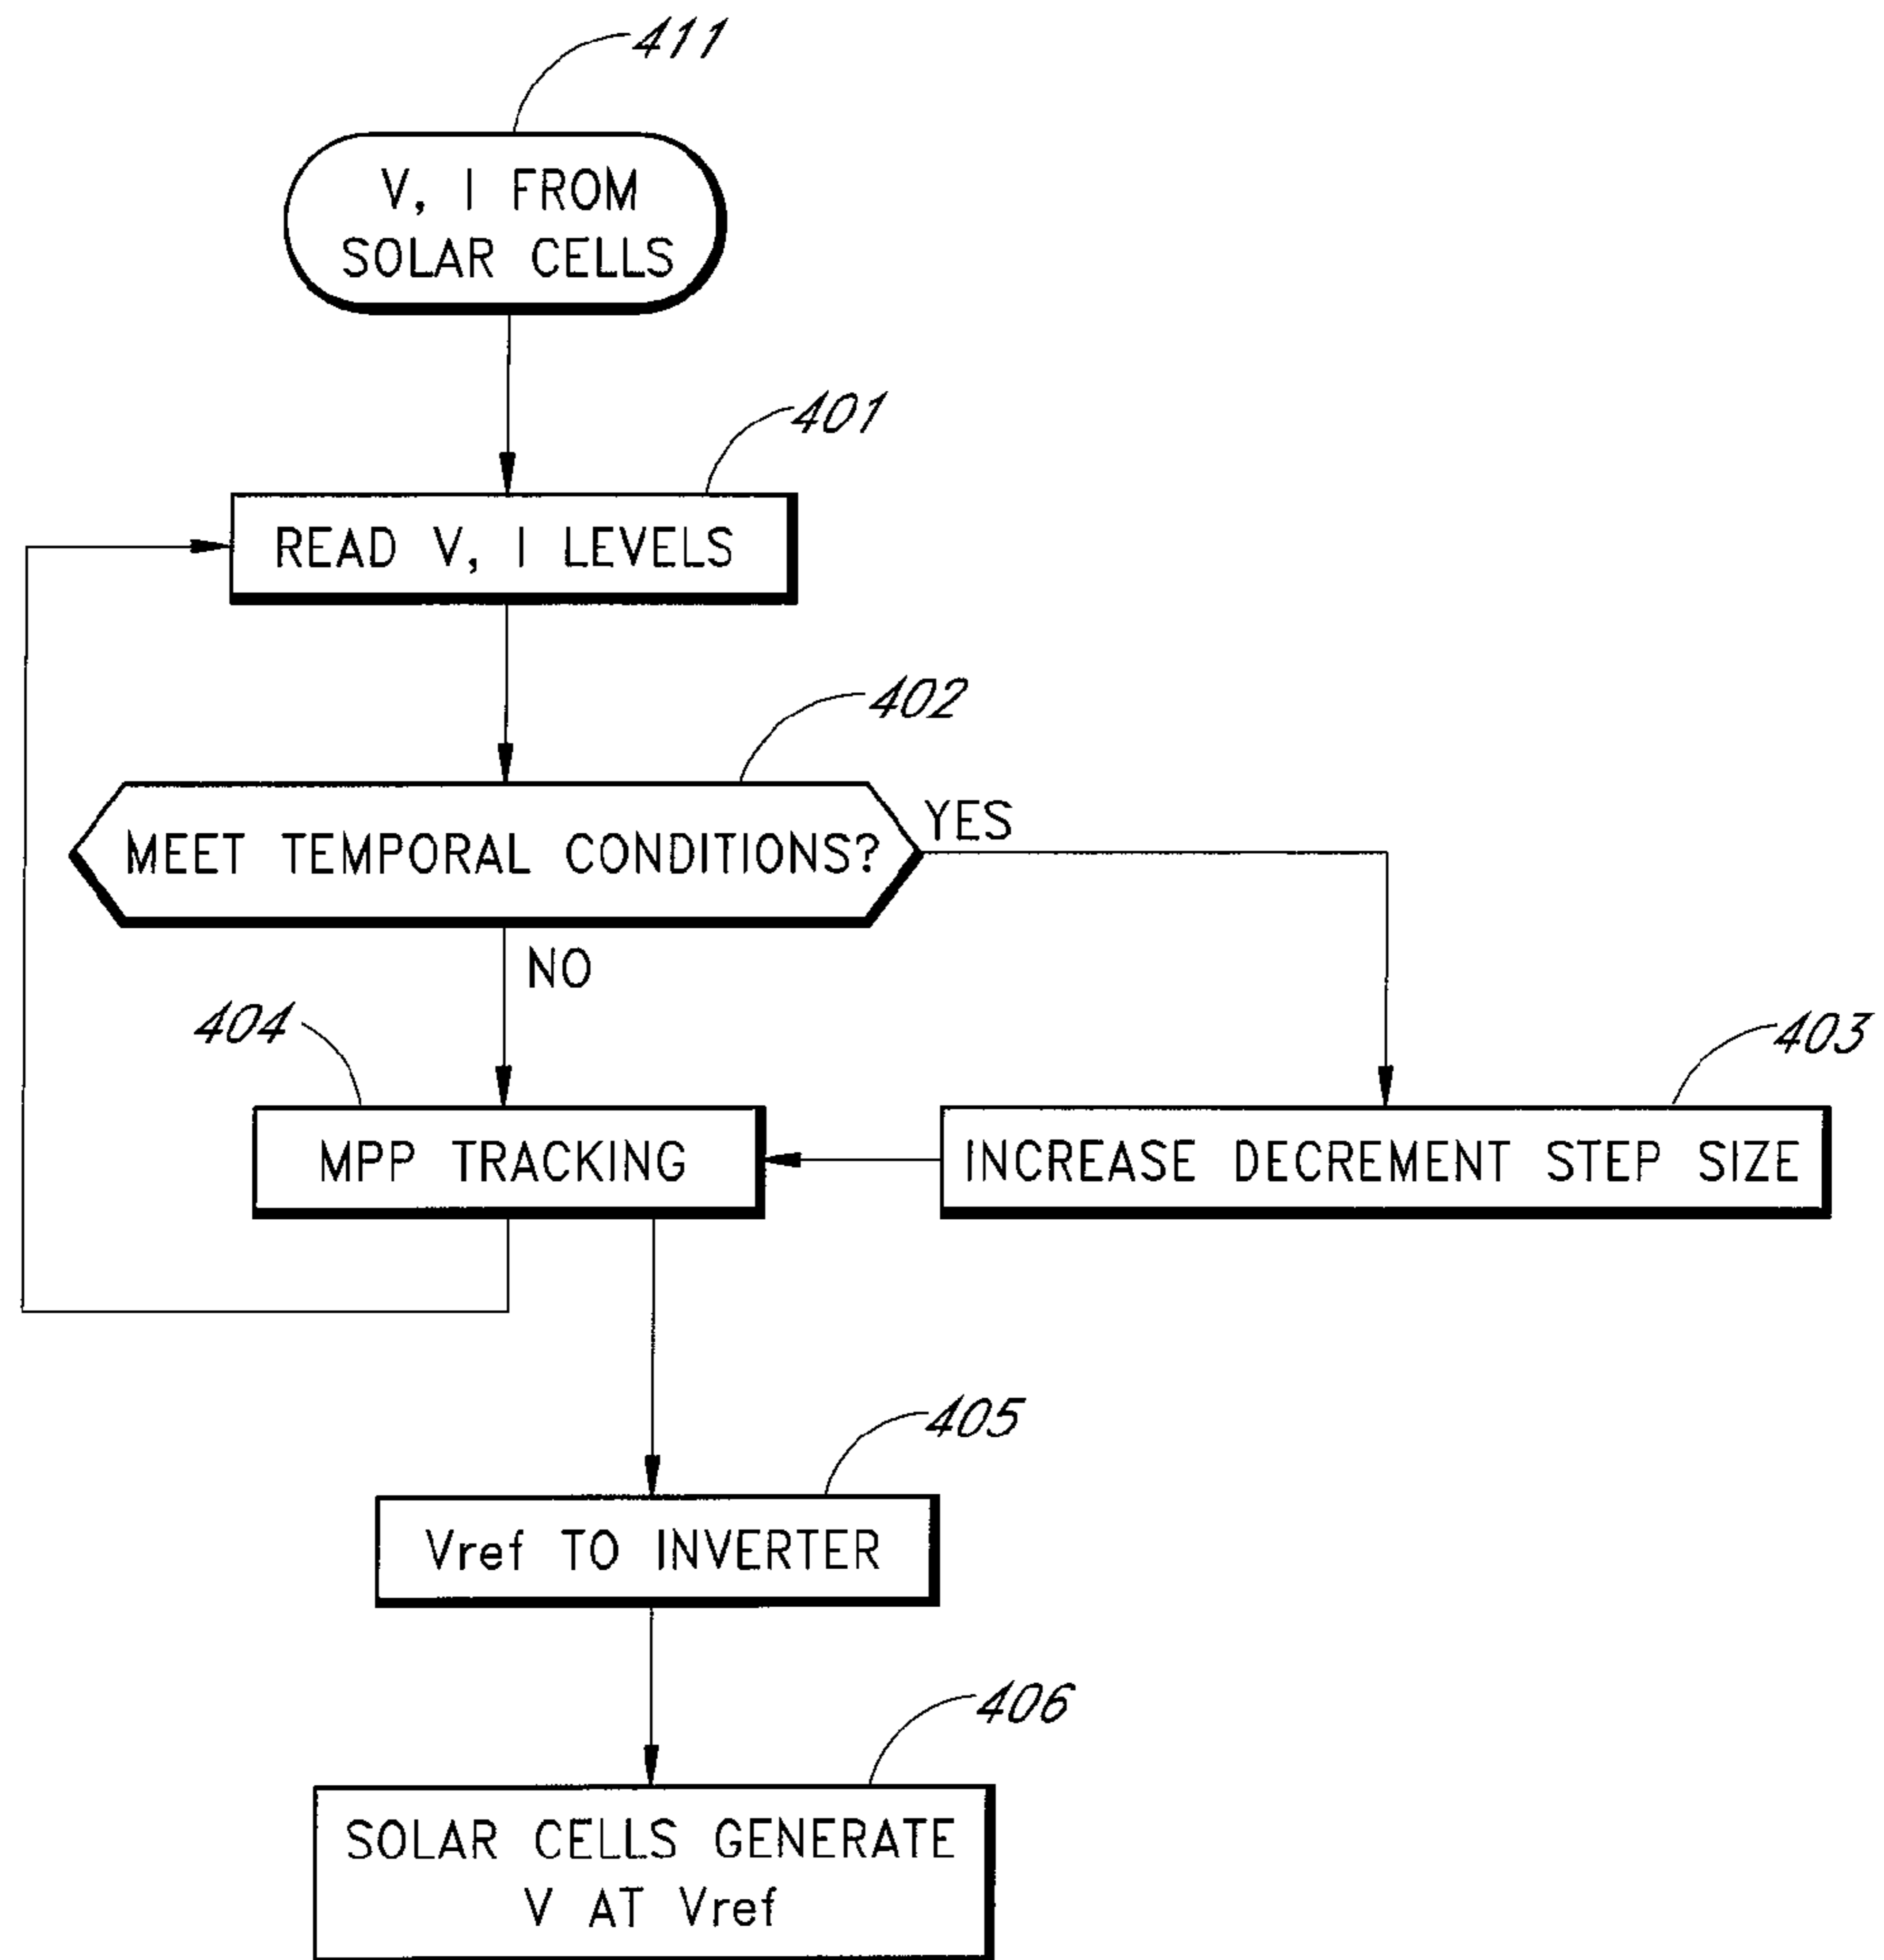 411
V, I FROM
SOLAR CELLS
401
READ V, I LEVELS
402
MEET TEMPORAL CONDITIONS?
YES
NO
404
403
MPP TRACKING
INCREASE DECREMENT STEP SIZE
405
Vref TO INVERTER
406
SOLAR CELLS GENERATE
V AT Vref